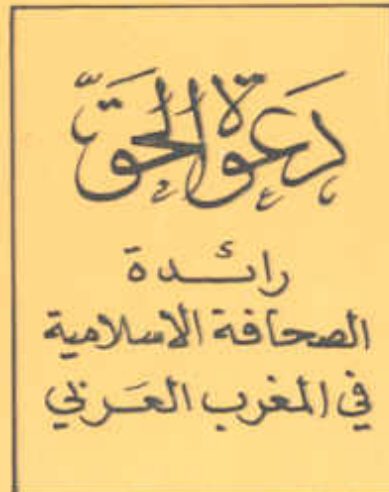 دعوة الحق
رائدة
الصحافة الاسلامية
في المغرب العربي